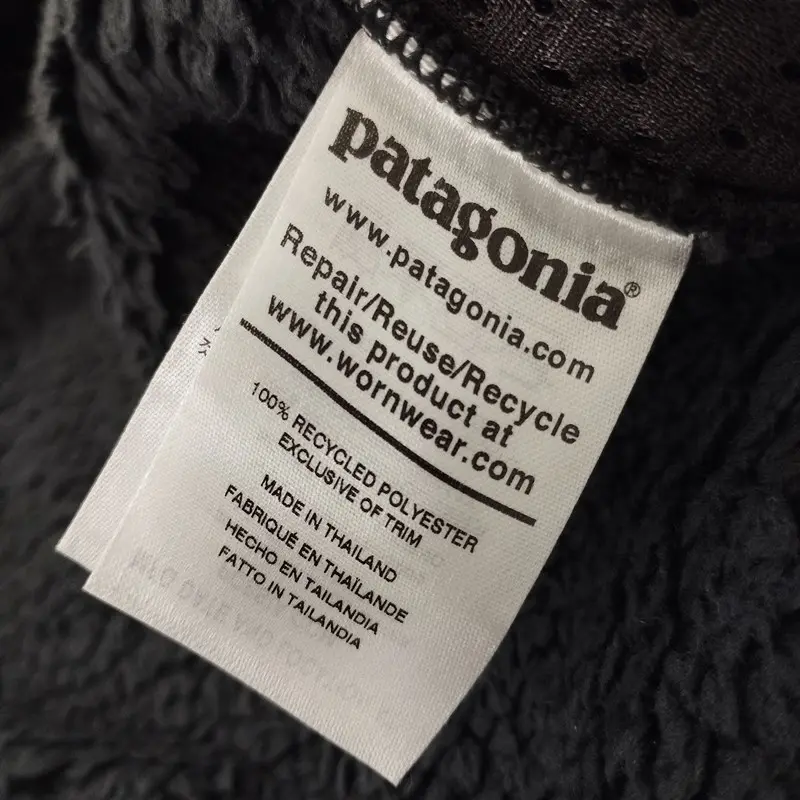 patagonia®
www.patagonia.com
Repair/Reuse/Recycle
this product at
www.wornwear.com
100% RECYCLED POLYESTER
EXCLUSIVE OF TRIM
MADE IN THAILAND
FABRIQUÉ EN THAÏLANDE
HECHO EN TAILANDIA
FATTO IN TAILANDIA